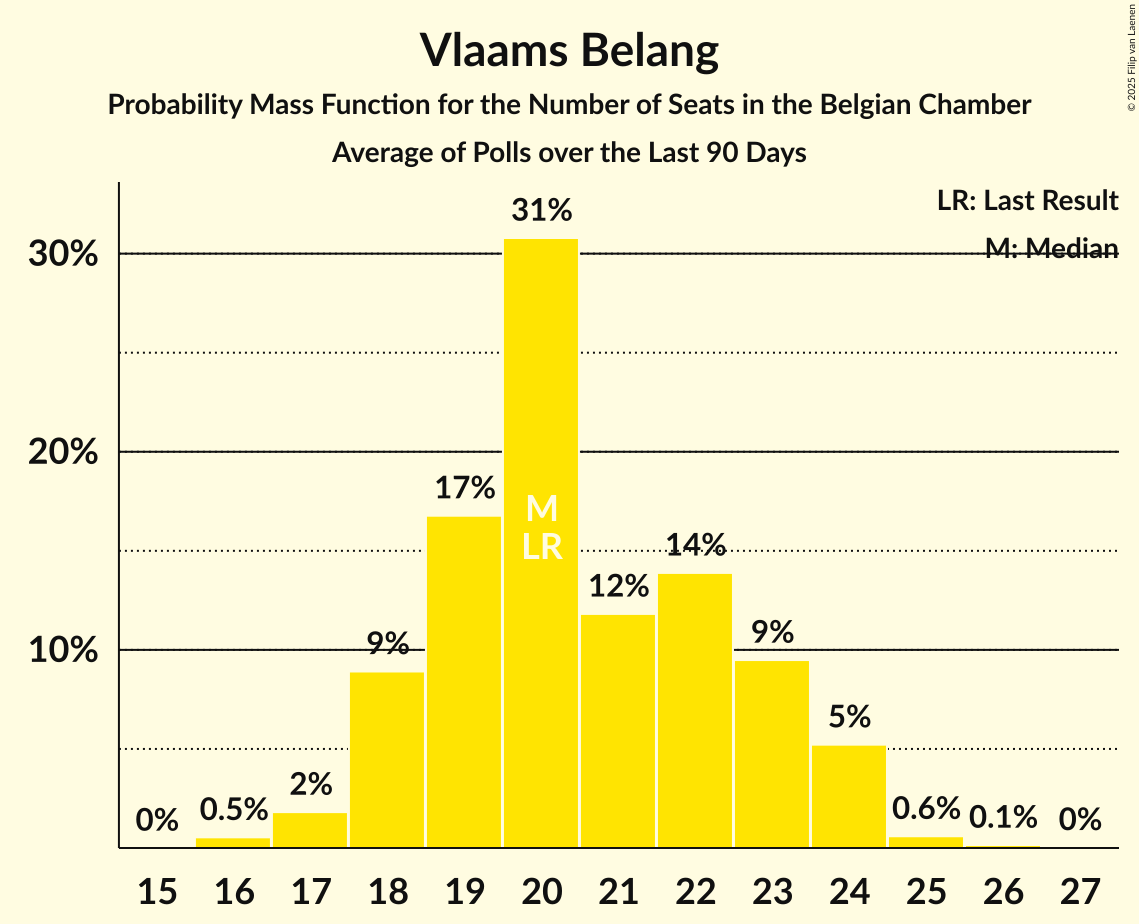 Vlaams Belang
Probability Mass Function for the Number of Seats in the Belgian Chamber
Average of Polls over the Last 90 Days
© 2025 Filip van Laenen
LR: Last Result
M: Median
30%
20%
10%
0%
0.5%
2%
9%
17%
31%
M
LR
12%
14%
9%
5%
0.6%
0.1%
0%
15 16 17 18 19 20 21 22 23 24 25 26 27